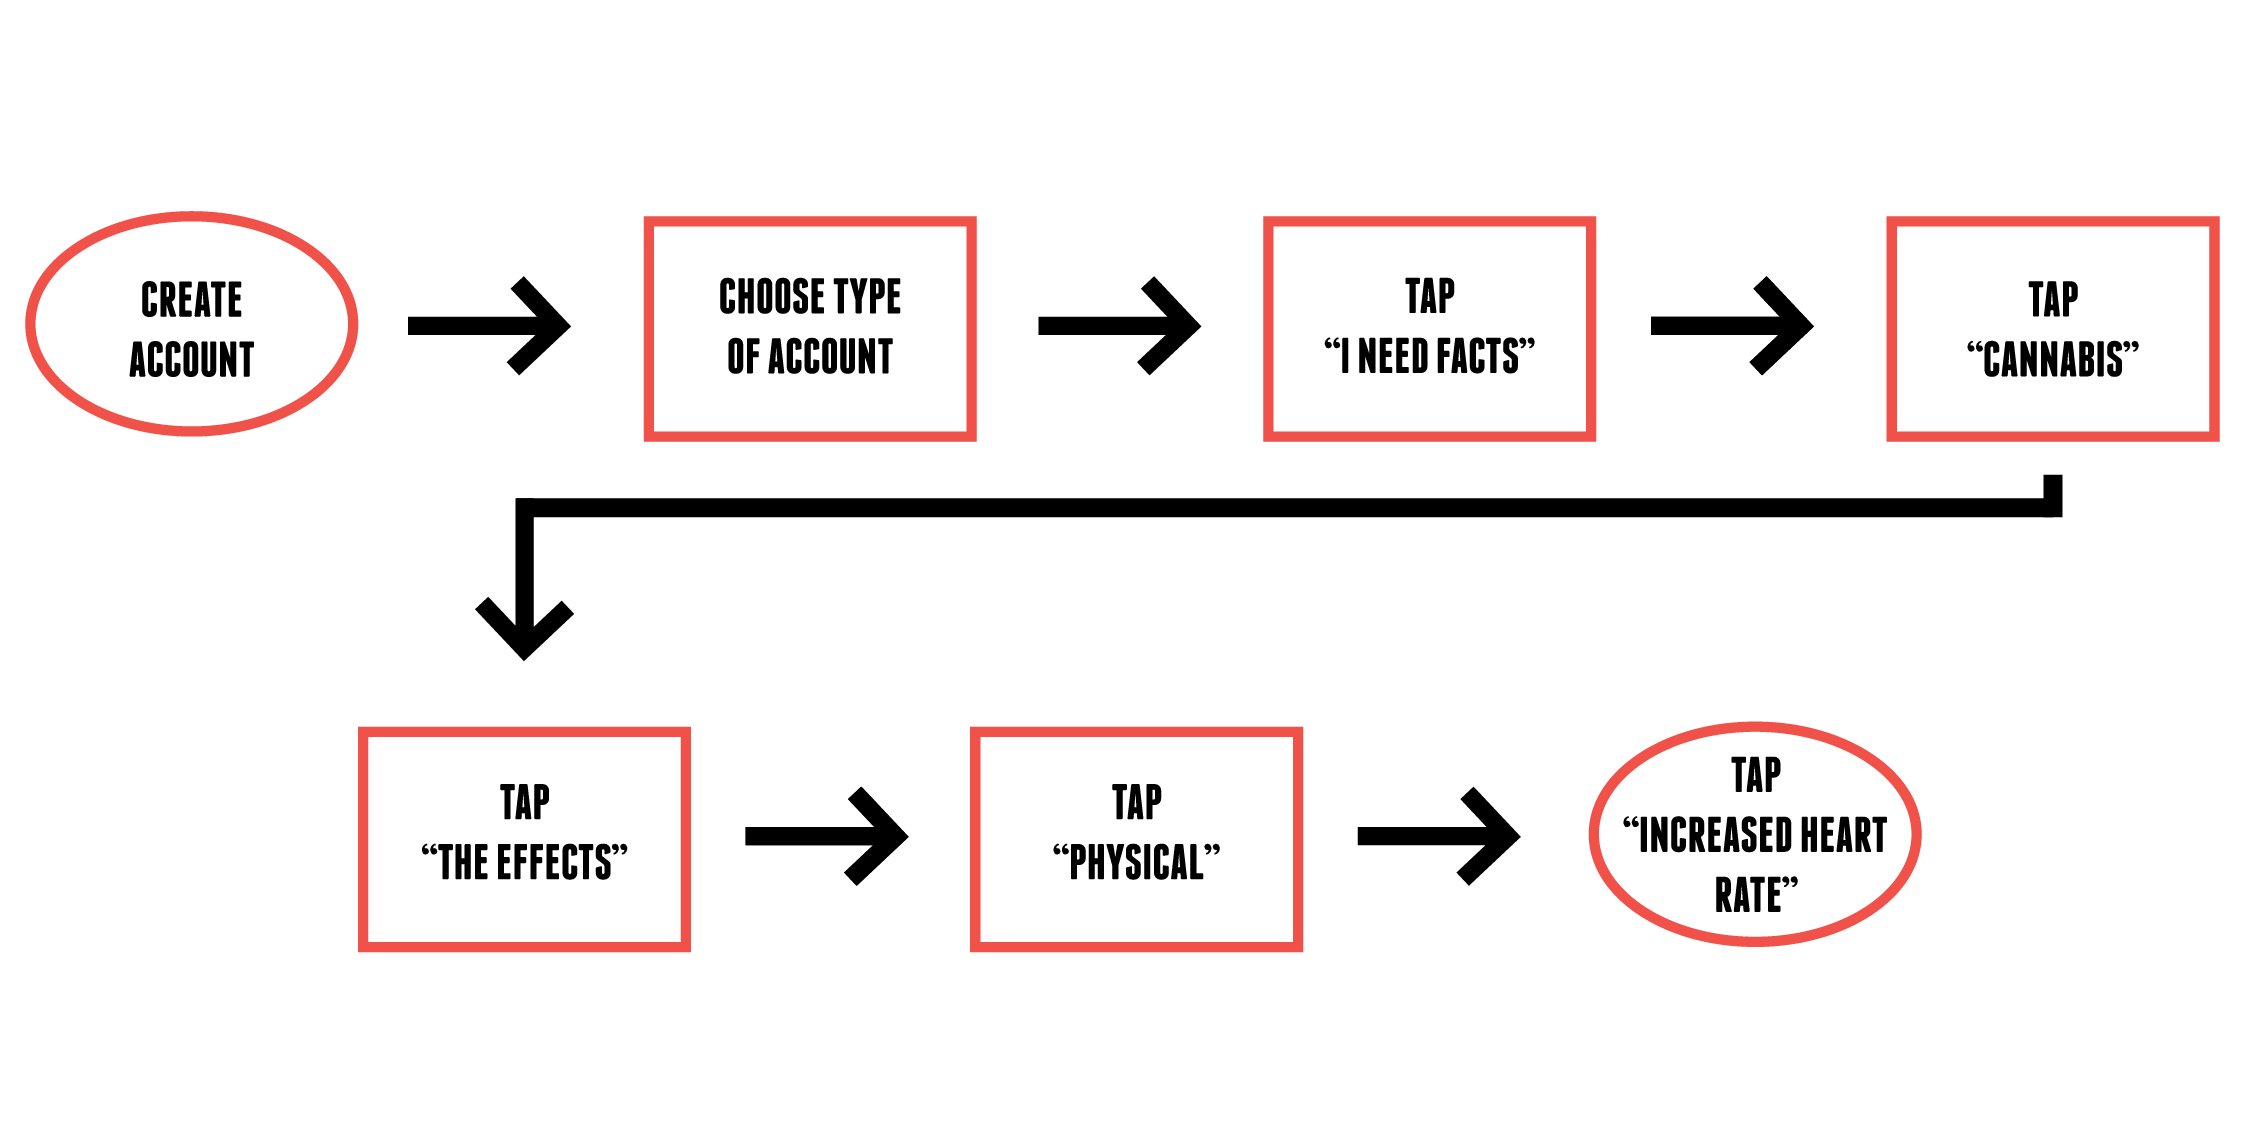 CREATE
ACCOUNT
CHOOSE TYPE
OF ACCOUNT
TAP
“I NEED FACTS”
TAP
“CANNABIS”
TAP
“THE EFFECTS”
TAP
“PHYSICAL”
TAP
“INCREASED HEART
RATE”